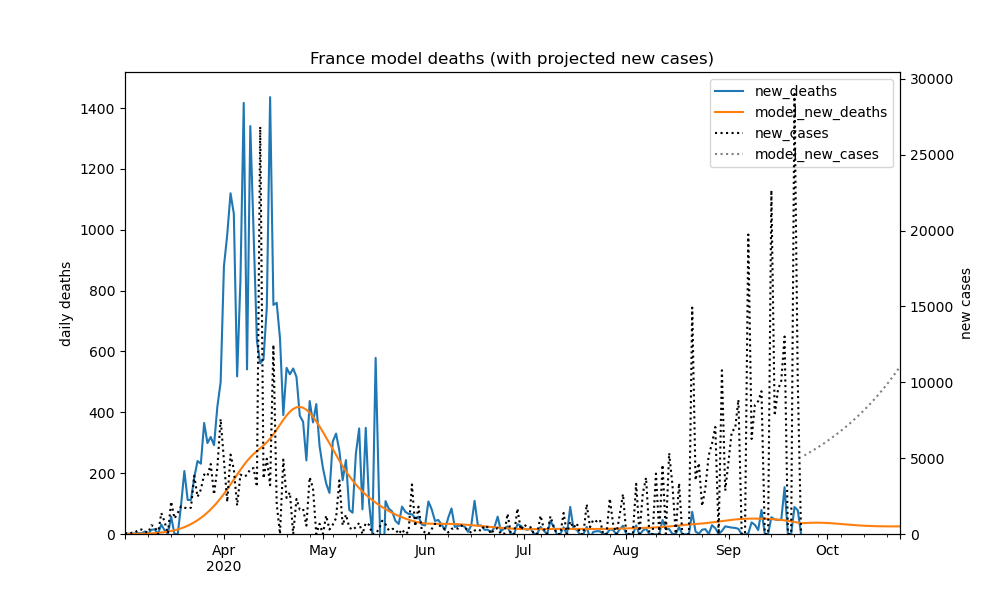 France model deaths (with projected new cases)
new_deaths
model_new_deaths
new_cases
model_new_cases
daily deaths
1400
1200
1000
800
600
400
200
0
new cases
30000
25000
20000
15000
10000
5000
0
Apr
2020
May
Jun
Jul
Aug
Sep
Oct